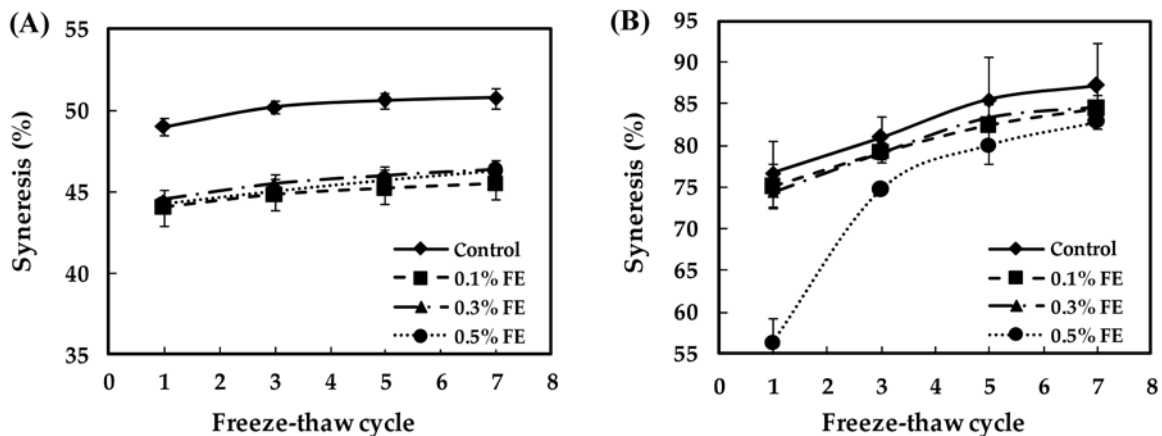 (A)
Syneresis (%)
55
50
45
40
35
0 1 2 3 4 5 6 7 8
Freeze-thaw cycle
Control
0.1% FE
0.3% FE
0.5% FE
(B)
Syneresis (%)
95
90
85
80
75
70
65
60
55
0 1 2 3 4 5 6 7 8
Freeze-thaw cycle
Control
0.1% FE
0.3% FE
0.5% FE